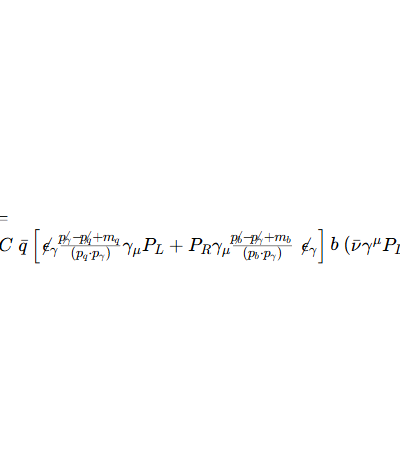 =
C q̄ [ ε̸_γ (p̸_γ − p̸_q + m_q)/(p_q·p_γ) γ_μ P_L + P_R γ_μ (p̸_b − p̸_γ + m_b)/(p_b·p_γ) ε̸_γ ] b (ν̄ γ^μ P_L